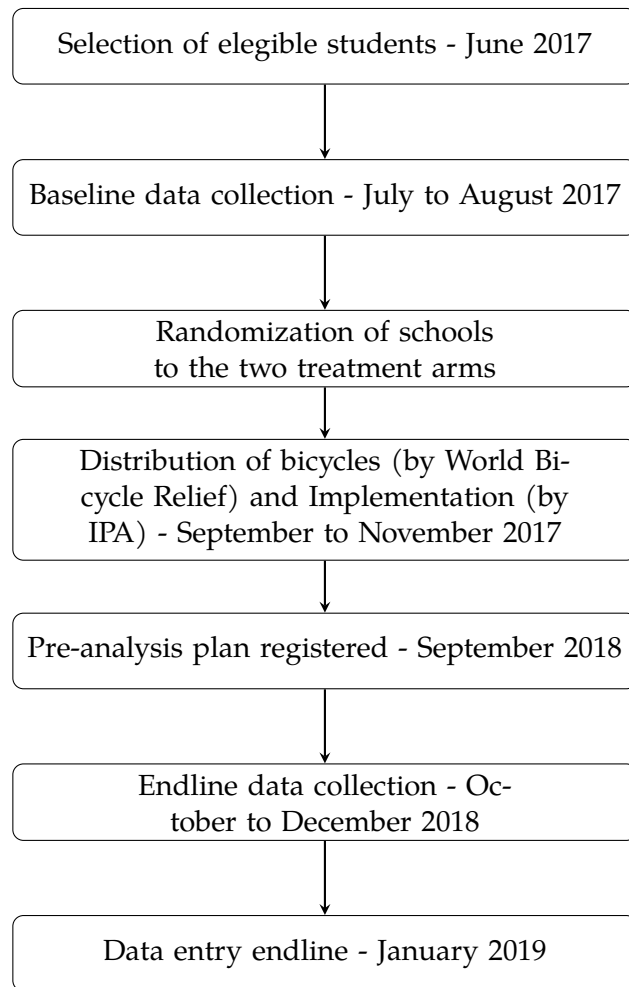 Selection of elegible students - June 2017
Baseline data collection - July to August 2017
Randomization of schools
to the two treatment arms
Distribution of bicycles (by World Bi-
cycle Relief) and Implementation (by
IPA) - September to November 2017
Pre-analysis plan registered - September 2018
Endline data collection - Oc-
tober to December 2018
Data entry endline - January 2019